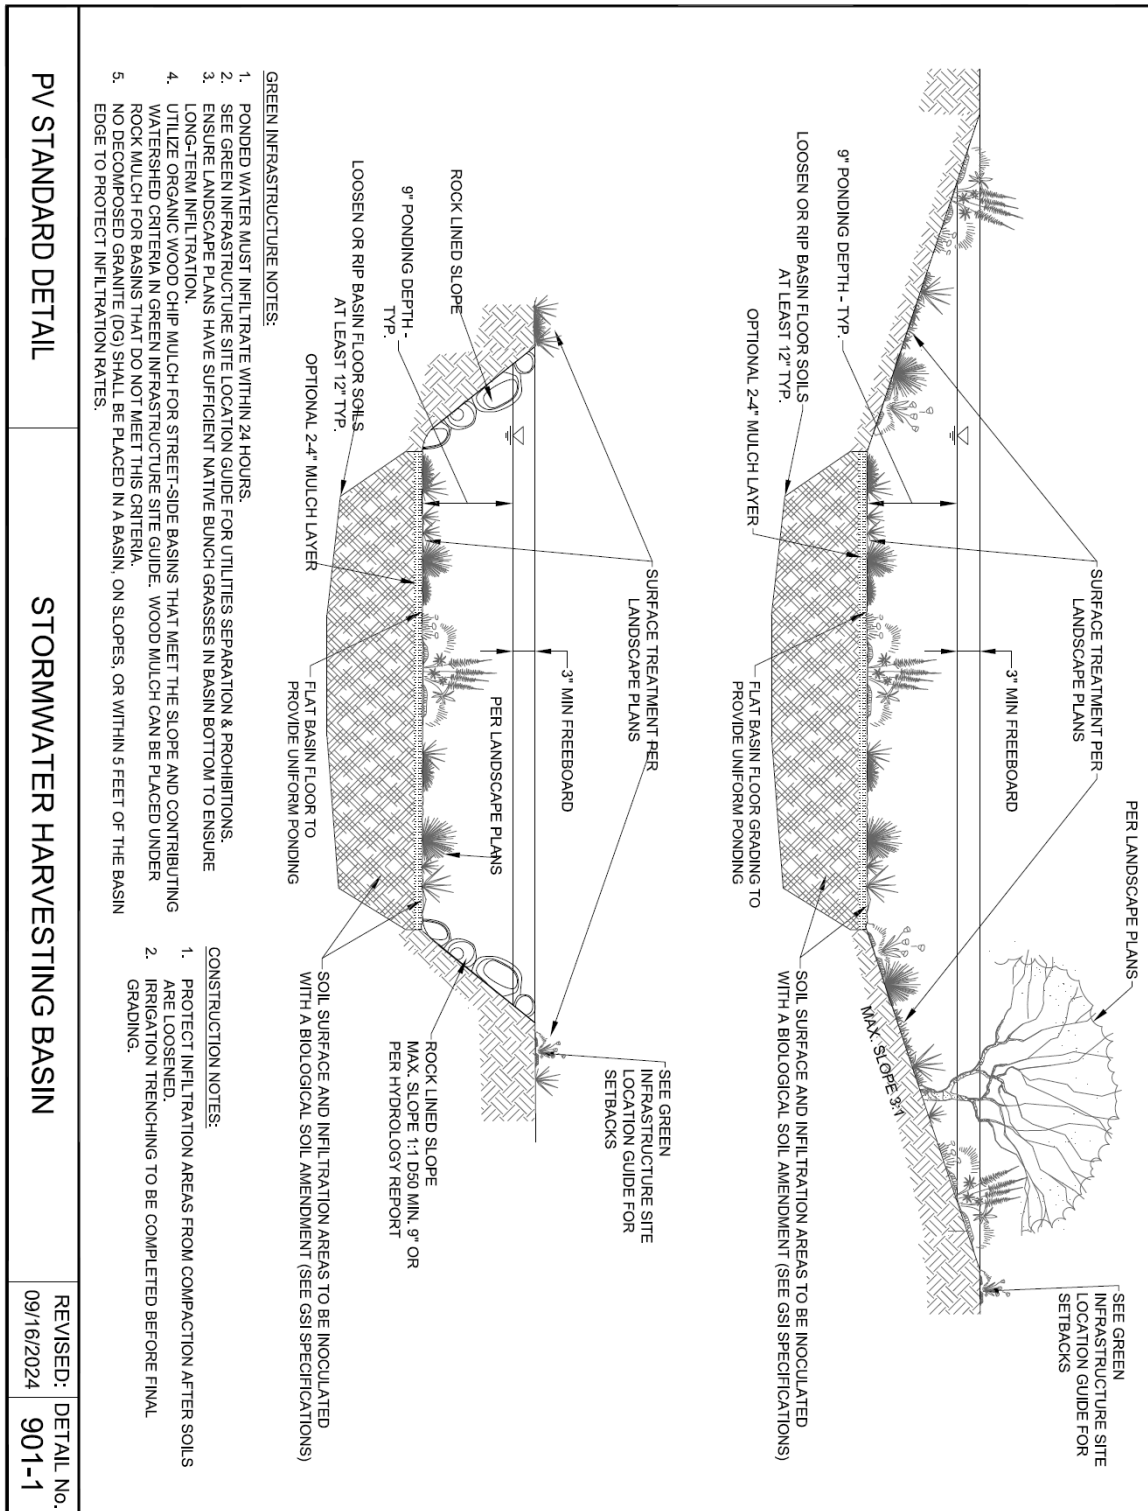 PER LANDSCAPE PLANS
SEE GREEN
INFRASTRUCTURE SITE
LOCATION GUIDE FOR
SETBACKS
SURFACE TREATMENT PER
LANDSCAPE PLANS
3" MIN FREEBOARD
MAX. SLOPE 3:1
9" PONDING DEPTH - TYP.
LOOSEN OR RIP BASIN FLOOR SOILS
AT LEAST 12" TYP.
OPTIONAL 2-4" MULCH LAYER
FLAT BASIN FLOOR GRADING TO
PROVIDE UNIFORM PONDING
SOIL SURFACE AND INFILTRATION AREAS TO BE INOCULATED
WITH A BIOLOGICAL SOIL AMENDMENT (SEE GSI SPECIFICATIONS)
SURFACE TREATMENT PER
LANDSCAPE PLANS
SEE GREEN
INFRASTRUCTURE SITE
LOCATION GUIDE FOR
SETBACKS
3" MIN FREEBOARD
PER LANDSCAPE PLANS
ROCK LINED SLOPE
9" PONDING DEPTH -
TYP.
LOOSEN OR RIP BASIN FLOOR SOILS
AT LEAST 12" TYP.
OPTIONAL 2-4" MULCH LAYER
FLAT BASIN FLOOR TO
PROVIDE UNIFORM PONDING
ROCK LINED SLOPE
MAX. SLOPE 1:1 D50 MIN. 9" OR
PER HYDROLOGY REPORT
SOIL SURFACE AND INFILTRATION AREAS TO BE INOCULATED
WITH A BIOLOGICAL SOIL AMENDMENT (SEE GSI SPECIFICATIONS)
GREEN INFRASTRUCTURE NOTES:
1. PONDED WATER MUST INFILTRATE WITHIN 24 HOURS.
2. SEE GREEN INFRASTRUCTURE SITE LOCATION GUIDE FOR UTILITIES SEPARATION & PROHIBITIONS.
3. ENSURE LANDSCAPE PLANS HAVE SUFFICIENT NATIVE BUNCH GRASSES IN BASIN BOTTOM TO ENSURE
LONG-TERM INFILTRATION.
4. UTILIZE ORGANIC WOOD CHIP MULCH FOR STREET-SIDE BASINS THAT MEET THE SLOPE AND CONTRIBUTING
WATERSHED CRITERIA IN GREEN INFRASTRUCTURE SITE GUIDE. WOOD MULCH CAN BE PLACED UNDER
ROCK MULCH FOR BASINS THAT DO NOT MEET THIS CRITERIA.
5. NO DECOMPOSED GRANITE (DG) SHALL BE PLACED IN A BASIN, ON SLOPES, OR WITHIN 5 FEET OF THE BASIN
EDGE TO PROTECT INFILTRATION RATES.
CONSTRUCTION NOTES:
1. PROTECT INFILTRATION AREAS FROM COMPACTION AFTER SOILS
ARE LOOSENED.
2. IRRIGATION TRENCHING TO BE COMPLETED BEFORE FINAL
GRADING.
PV STANDARD DETAIL
STORMWATER HARVESTING BASIN
REVISED:
09/16/2024
DETAIL No.
901-1